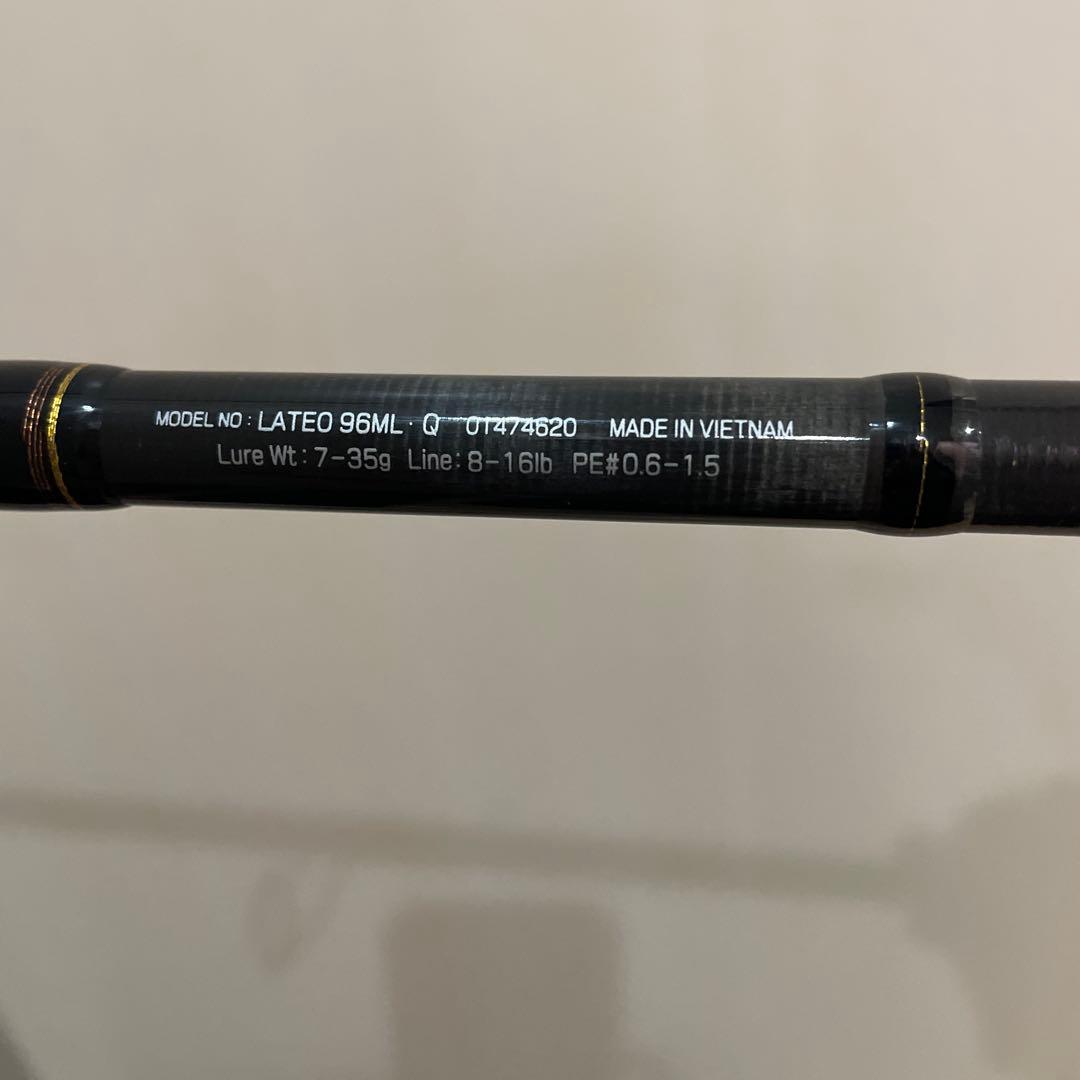 MODEL NO : LATEO 96ML · Q 01474620 MADE IN VIETNAM
Lure Wt : 7-35g Line : 8-16lb PE#0.6-1.5